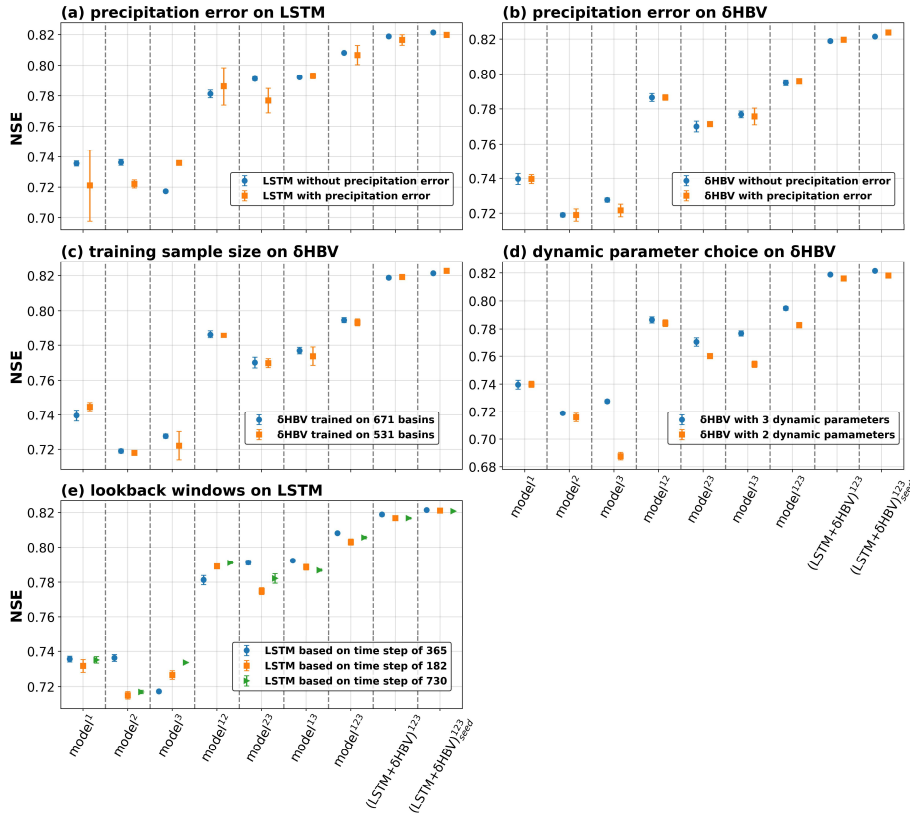 (a) precipitation error on LSTM
NSE
0.82
0.80
0.78
0.76
0.74
0.72
0.70
LSTM without precipitation error
LSTM with precipitation error
(b) precipitation error on δHBV
0.82
0.80
0.78
0.76
0.74
0.72
δHBV without precipitation error
δHBV with precipitation error
(c) training sample size on δHBV
NSE
0.82
0.80
0.78
0.76
0.74
0.72
δHBV trained on 671 basins
δHBV trained on 531 basins
(d) dynamic parameter choice on δHBV
0.82
0.80
0.78
0.76
0.74
0.72
0.70
0.68
δHBV with 3 dynamic parameters
δHBV with 2 dynamic pamameters
model¹
model²
model³
model¹²
model²³
model¹³
model¹²³
(LSTM+δHBV)¹²³
(LSTM+δHBV)¹²³seed
(e) lookback windows on LSTM
NSE
0.82
0.80
0.78
0.76
0.74
0.72
LSTM based on time step of 365
LSTM based on time step of 182
LSTM based on time step of 730
model¹
model²
model³
model¹²
model²³
model¹³
model¹²³
(LSTM+δHBV)¹²³
(LSTM+δHBV)¹²³seed